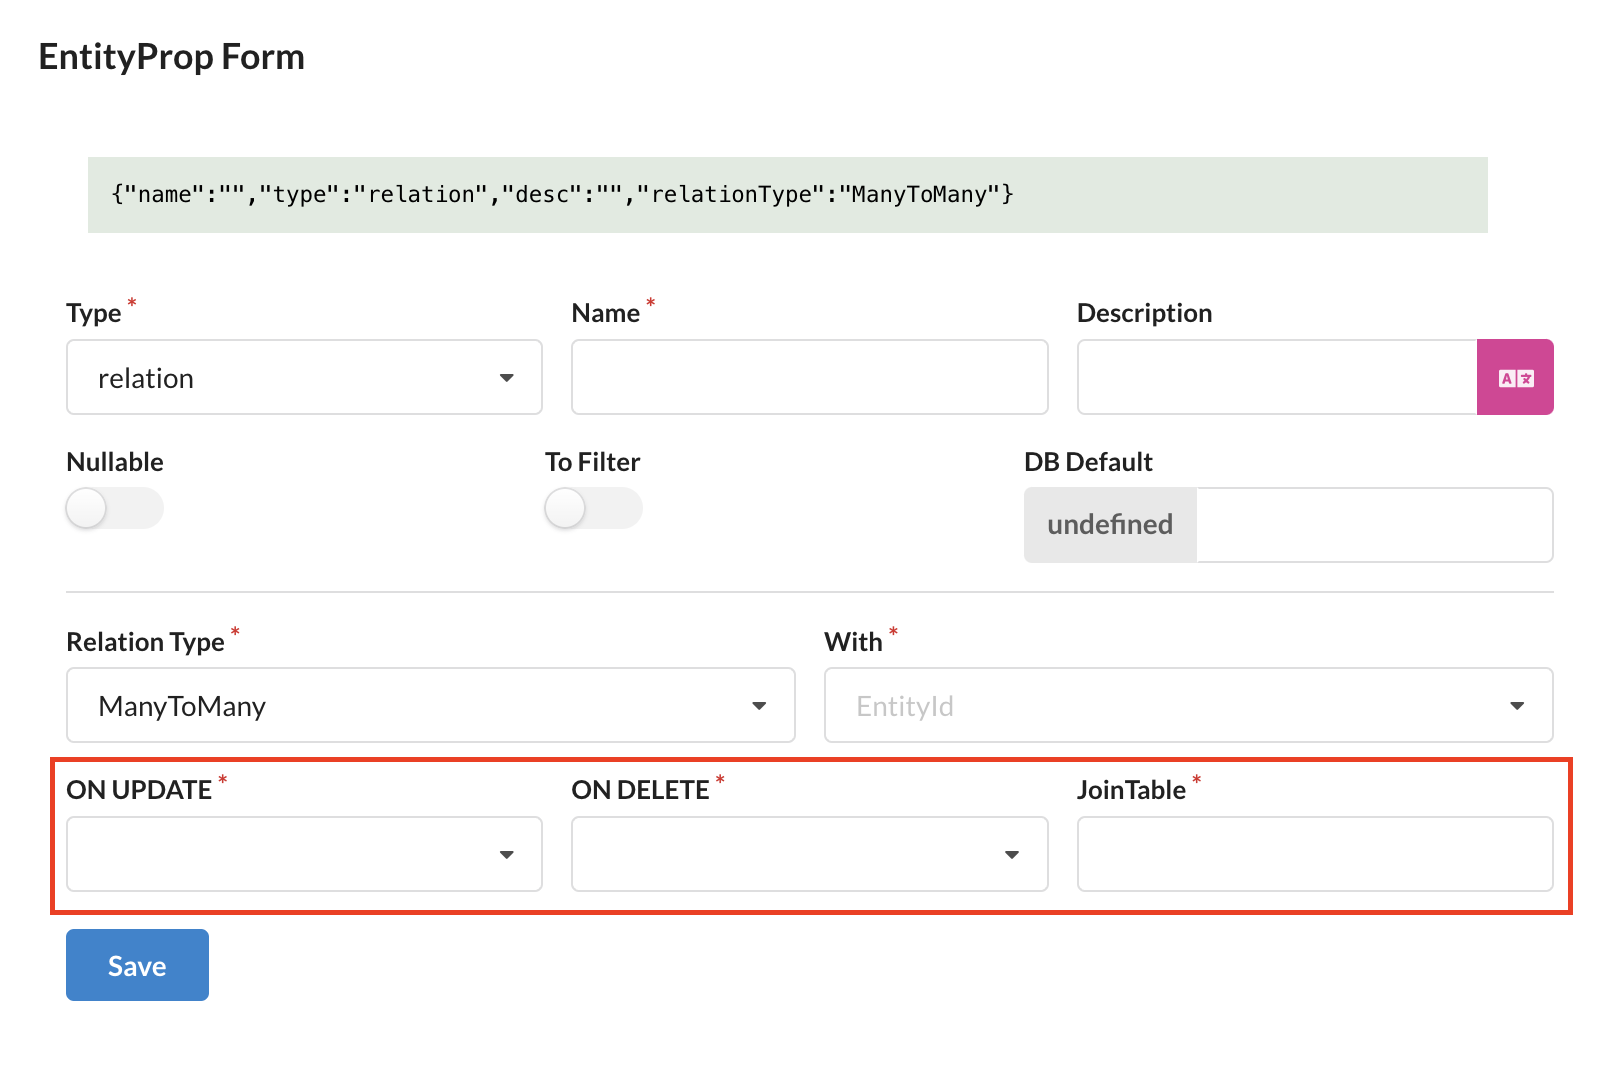 EntityProp Form
{"name":"","type":"relation","desc":"","relationType":"ManyToMany"}
Type * Name * Description
relation
A
Nullable To Filter DB Default
undefined
Relation Type * With *
ManyToMany EntityId
ON UPDATE * ON DELETE * JoinTable *
Save